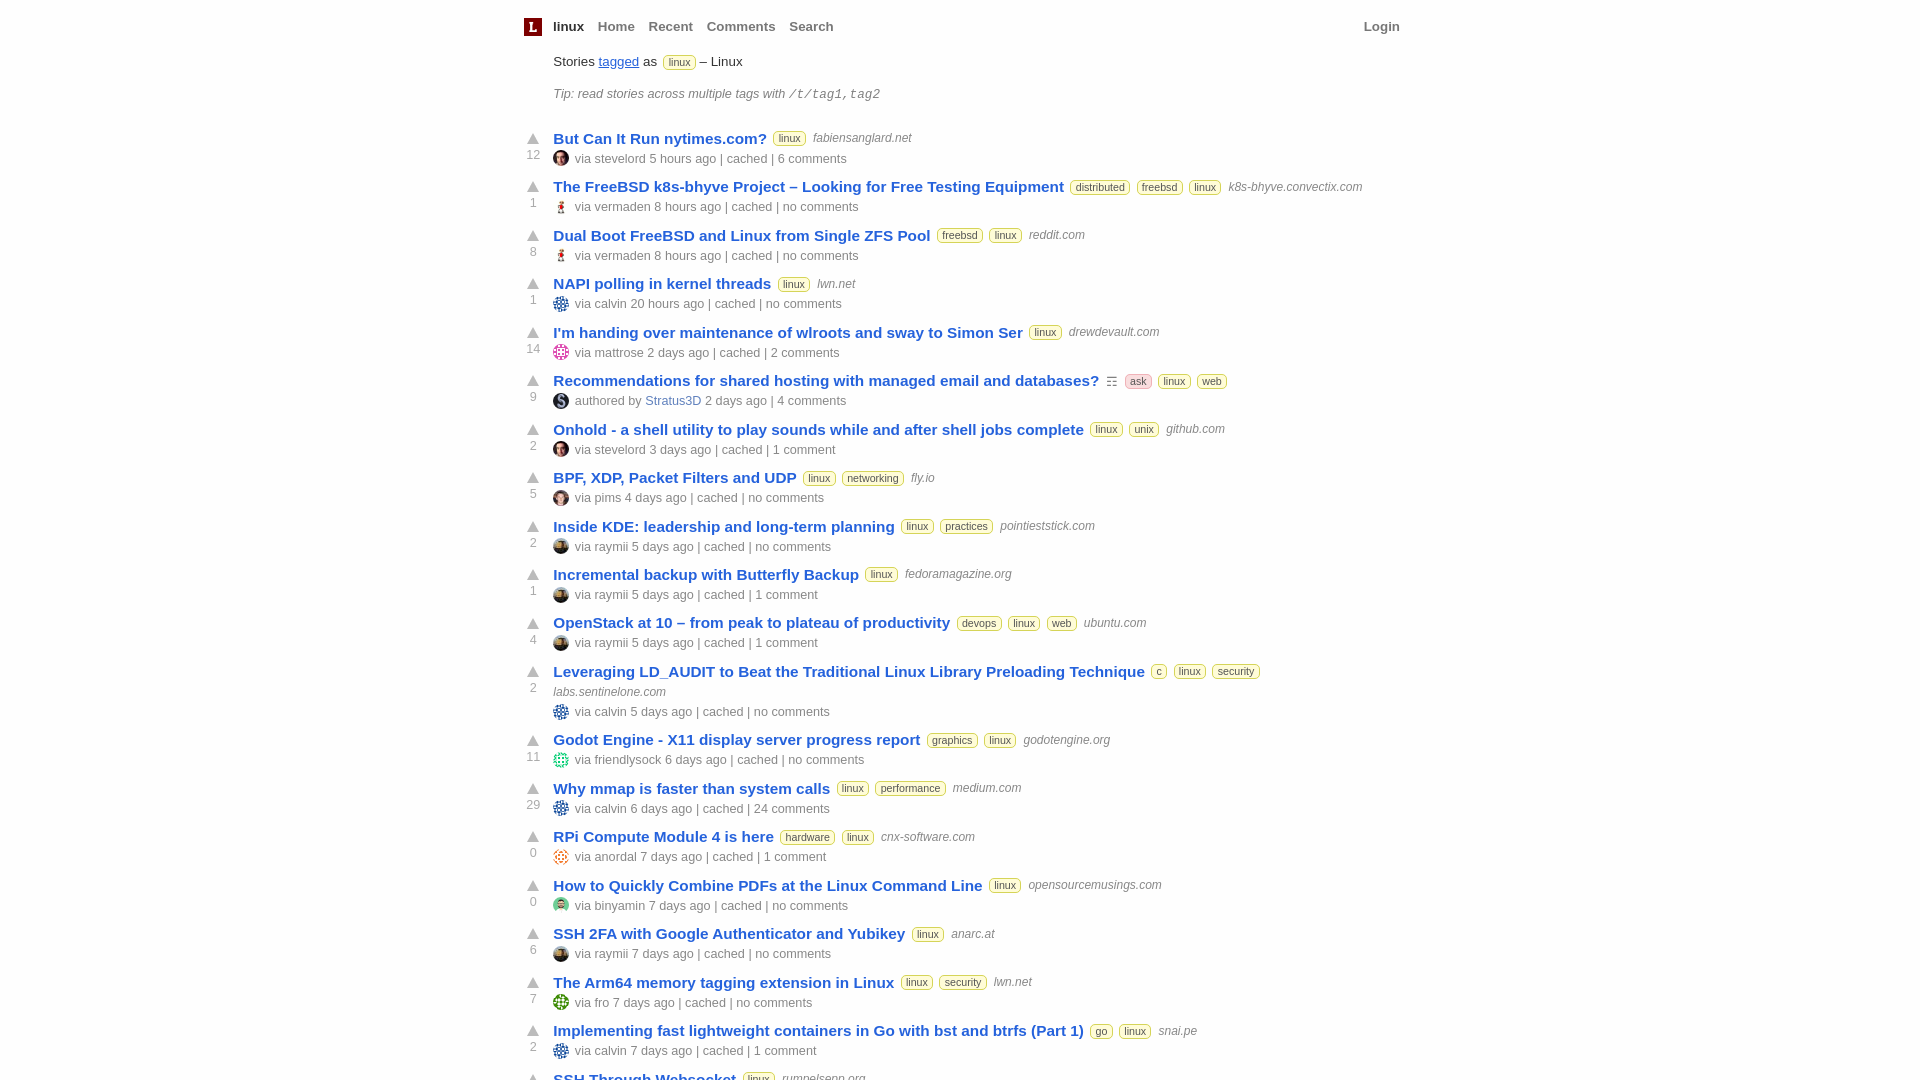 L linux Home Recent Comments Search Login
Stories tagged as linux – Linux
Tip: read stories across multiple tags with /t/tag1,tag2
But Can It Run nytimes.com? linux fabiensanglard.net
12 via stevelord 5 hours ago | cached | 6 comments
The FreeBSD k8s-bhyve Project – Looking for Free Testing Equipment distributed freebsd linux k8s-bhyve.convectix.com
1 via vermaden 8 hours ago | cached | no comments
Dual Boot FreeBSD and Linux from Single ZFS Pool freebsd linux reddit.com
8 via vermaden 8 hours ago | cached | no comments
NAPI polling in kernel threads linux lwn.net
1 via calvin 20 hours ago | cached | no comments
I'm handing over maintenance of wlroots and sway to Simon Ser linux drewdevault.com
14 via mattrose 2 days ago | cached | 2 comments
Recommendations for shared hosting with managed email and databases? ☶ ask linux web
9 authored by Stratus3D 2 days ago | 4 comments
Onhold - a shell utility to play sounds while and after shell jobs complete linux unix github.com
2 via stevelord 3 days ago | cached | 1 comment
BPF, XDP, Packet Filters and UDP linux networking fly.io
5 via pims 4 days ago | cached | no comments
Inside KDE: leadership and long-term planning linux practices pointieststick.com
2 via raymii 5 days ago | cached | no comments
Incremental backup with Butterfly Backup linux fedoramagazine.org
1 via raymii 5 days ago | cached | 1 comment
OpenStack at 10 – from peak to plateau of productivity devops linux web ubuntu.com
4 via raymii 5 days ago | cached | 1 comment
Leveraging LD_AUDIT to Beat the Traditional Linux Library Preloading Technique c linux security
2 labs.sentinelone.com
via calvin 5 days ago | cached | no comments
Godot Engine - X11 display server progress report graphics linux godotengine.org
11 via friendlysock 6 days ago | cached | no comments
Why mmap is faster than system calls linux performance medium.com
29 via calvin 6 days ago | cached | 24 comments
RPi Compute Module 4 is here hardware linux cnx-software.com
0 via anordal 7 days ago | cached | 1 comment
How to Quickly Combine PDFs at the Linux Command Line linux opensourcemusings.com
0 via binyamin 7 days ago | cached | no comments
SSH 2FA with Google Authenticator and Yubikey linux anarc.at
6 via raymii 7 days ago | cached | no comments
The Arm64 memory tagging extension in Linux linux security lwn.net
7 via fro 7 days ago | cached | no comments
Implementing fast lightweight containers in Go with bst and btrfs (Part 1) go linux snai.pe
2 via calvin 7 days ago | cached | 1 comment
SSH Through Websocket linux rumpelsepp.org